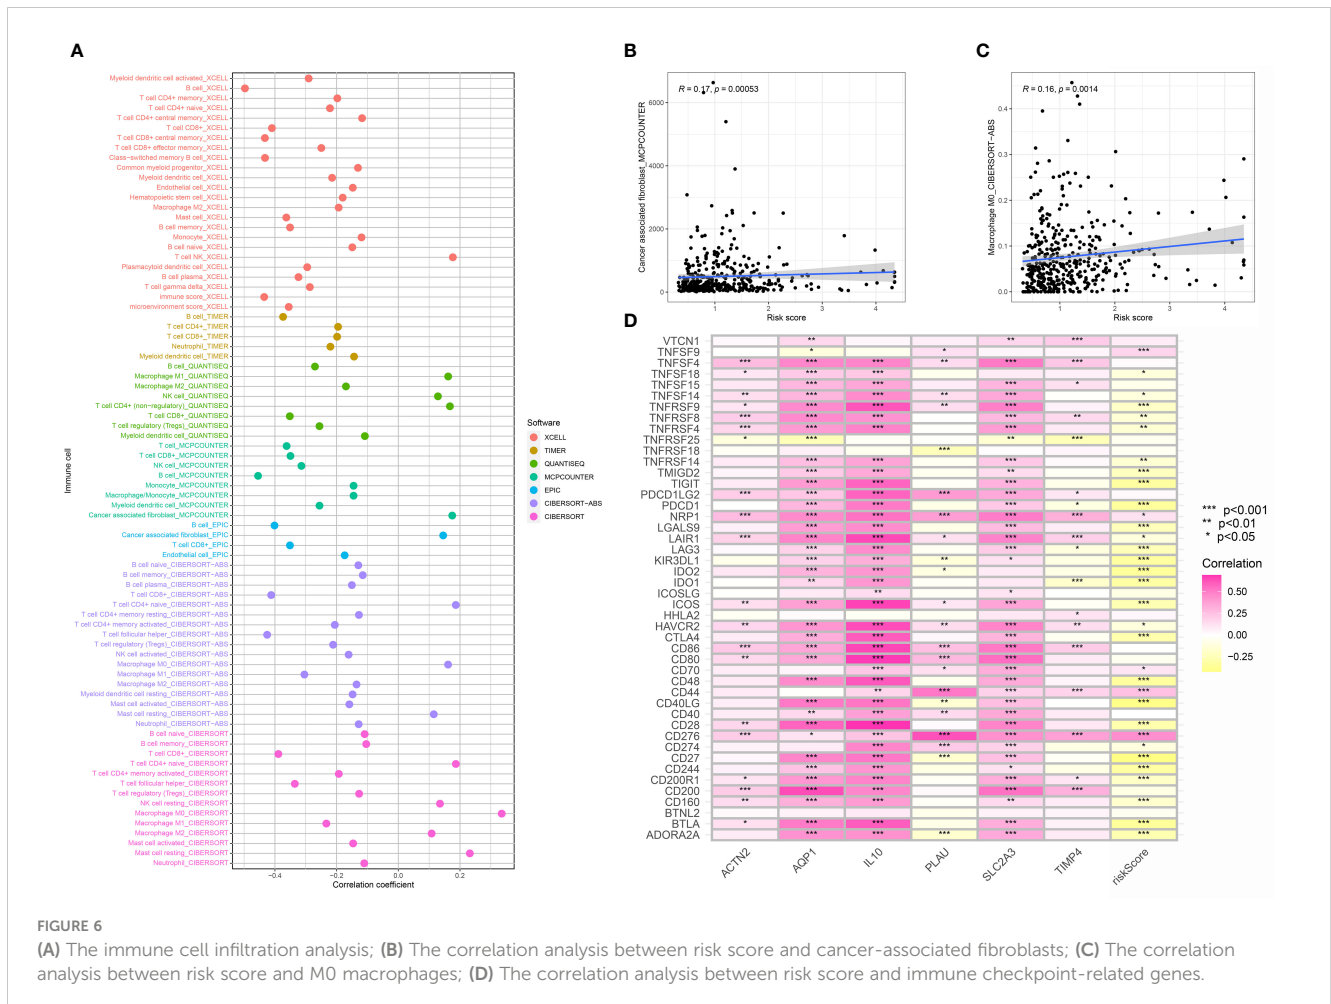 A
Myeloid dendritic cell activated_XCELL
B cell_XCELL
T cell CD4+ memory_XCELL
T cell CD4+ naive_XCELL
T cell CD4+ central memory_XCELL
T cell CD8+_XCELL
T cell CD8+ central memory_XCELL
T cell CD8+ effector memory_XCELL
Class-switched memory B cell_XCELL
Common myeloid progenitor_XCELL
Myeloid dendritic cell_XCELL
Endothelial cell_XCELL
Hematopoietic stem cell_XCELL
Macrophage M2_XCELL
Mast cell_XCELL
B cell memory_XCELL
Monocyte_XCELL
B cell naive_XCELL
T cell NK_XCELL
Plasmacytoid dendritic cell_XCELL
B cell plasma_XCELL
T cell gamma delta_XCELL
immune score_XCELL
microenvironment score_XCELL
B cell_TIMER
T cell CD4+_TIMER
T cell CD8+_TIMER
Neutrophil_TIMER
Myeloid dendritic cell_TIMER
B cell_QUANTISEQ
Macrophage M1_QUANTISEQ
Macrophage M2_QUANTISEQ
NK cell_QUANTISEQ
T cell CD4+ (non-regulatory)_QUANTISEQ
T cell CD8+_QUANTISEQ
T cell regulatory (Tregs)_QUANTISEQ
Myeloid dendritic cell_QUANTISEQ
T cell_MCPCOUNTER
T cell CD8+_MCPCOUNTER
NK cell_MCPCOUNTER
B cell_MCPCOUNTER
Monocyte_MCPCOUNTER
Macrophage/Monocyte_MCPCOUNTER
Myeloid dendritic cell_MCPCOUNTER
Cancer associated fibroblast_MCPCOUNTER
B cell_EPIC
Cancer associated fibroblast_EPIC
T cell CD8+_EPIC
Endothelial cell_EPIC
B cell naive_CIBERSORT-ABS
B cell memory_CIBERSORT-ABS
B cell plasma_CIBERSORT-ABS
T cell CD8+_CIBERSORT-ABS
T cell CD4+ naive_CIBERSORT-ABS
T cell CD4+ memory resting_CIBERSORT-ABS
T cell CD4+ memory activated_CIBERSORT-ABS
T cell follicular helper_CIBERSORT-ABS
T cell regulatory (Tregs)_CIBERSORT-ABS
NK cell activated_CIBERSORT-ABS
Macrophage M0_CIBERSORT-ABS
Macrophage M1_CIBERSORT-ABS
Macrophage M2_CIBERSORT-ABS
Myeloid dendritic cell resting_CIBERSORT-ABS
Mast cell activated_CIBERSORT-ABS
Mast cell resting_CIBERSORT-ABS
Neutrophil_CIBERSORT-ABS
B cell naive_CIBERSORT
B cell memory_CIBERSORT
T cell CD8+_CIBERSORT
T cell CD4+ naive_CIBERSORT
T cell CD4+ memory activated_CIBERSORT
T cell follicular helper_CIBERSORT
T cell regulatory (Tregs)_CIBERSORT
NK cell resting_CIBERSORT
Macrophage M0_CIBERSORT
Macrophage M1_CIBERSORT
Macrophage M2_CIBERSORT
Mast cell activated_CIBERSORT
Mast cell resting_CIBERSORT
Neutrophil_CIBERSORT
−0.4 −0.2 0.0 0.2
Correlation coefficient
Immune cell
Software
XCELL
TIMER
QUANTISEQ
MCPCOUNTER
EPIC
CIBERSORT-ABS
CIBERSORT
B
R = 0.17, p = 0.00053
Cancer associated fibroblast_MCPCOUNTER
6000
4000
2000
0
1 2 3 4
Risk score
C
R = 0.16, p = 0.0014
Macrophage M0_CIBERSORT-ABS
0.4
0.3
0.2
0.1
0.0
1 2 3 4
Risk score
D
VTCN1 ** ** ***
TNFSF9 * * ***
TNFSF4 *** *** *** ** *** ***
TNFSF18 * *** *** *
TNFSF15 *** *** *** *
TNFSF14 ** *** *** ** *** *
TNFRSF9 * *** *** ** *** ***
TNFRSF8 *** *** *** *** ** **
TNFRSF4 *** *** *** *** **
TNFRSF25 * *** ** ***
TNFRSF18 ***
TNFRSF14 *** *** *** **
TMIGD2 *** *** ** ***
TIGIT *** *** *** ***
PDCD1LG2 *** *** *** *** *** *
PDCD1 *** *** *** * ***
NRP1 *** *** *** *** *** *** *
LGALS9 *** *** *** ***
LAIR1 *** *** *** * *** *** *
LAG3 *** *** *** * ***
KIR3DL1 *** *** ** * ***
IDO2 *** *** * ***
IDO1 ** *** *** ***
ICOSLG ** *
ICOS ** *** *** * *** ***
HHLA2 *
HAVCR2 ** *** *** ** *** ** *
CTLA4 *** *** *** ***
CD86 *** *** *** *** *** ***
CD80 ** *** *** *** ***
CD70 *** * *** *
CD48 *** *** *** ***
CD44 ** *** *** *** ***
CD40LG *** *** ** *** ***
CD40 ** *** ** ***
CD28 ** *** *** *** ***
CD276 *** * *** *** *** *** ***
CD274 *** *** *** *
CD27 *** *** *** *** ***
CD244 *** *** * ***
CD200R1 * *** *** *** * ***
CD200 *** *** *** *** ***
CD160 ** *** *** ** ***
BTNL2
BTLA * *** *** *** ***
ADORA2A *** *** *** *** ***
ACTN2 AQP1 IL10 PLAU SLC2A3 TIMP4 riskScore
*** p<0.001
** p<0.01
* p<0.05
Correlation
0.50
0.25
0.00
−0.25
FIGURE 6
(A) The immune cell infiltration analysis; (B) The correlation analysis between risk score and cancer-associated fibroblasts; (C) The correlation
analysis between risk score and M0 macrophages; (D) The correlation analysis between risk score and immune checkpoint-related genes.